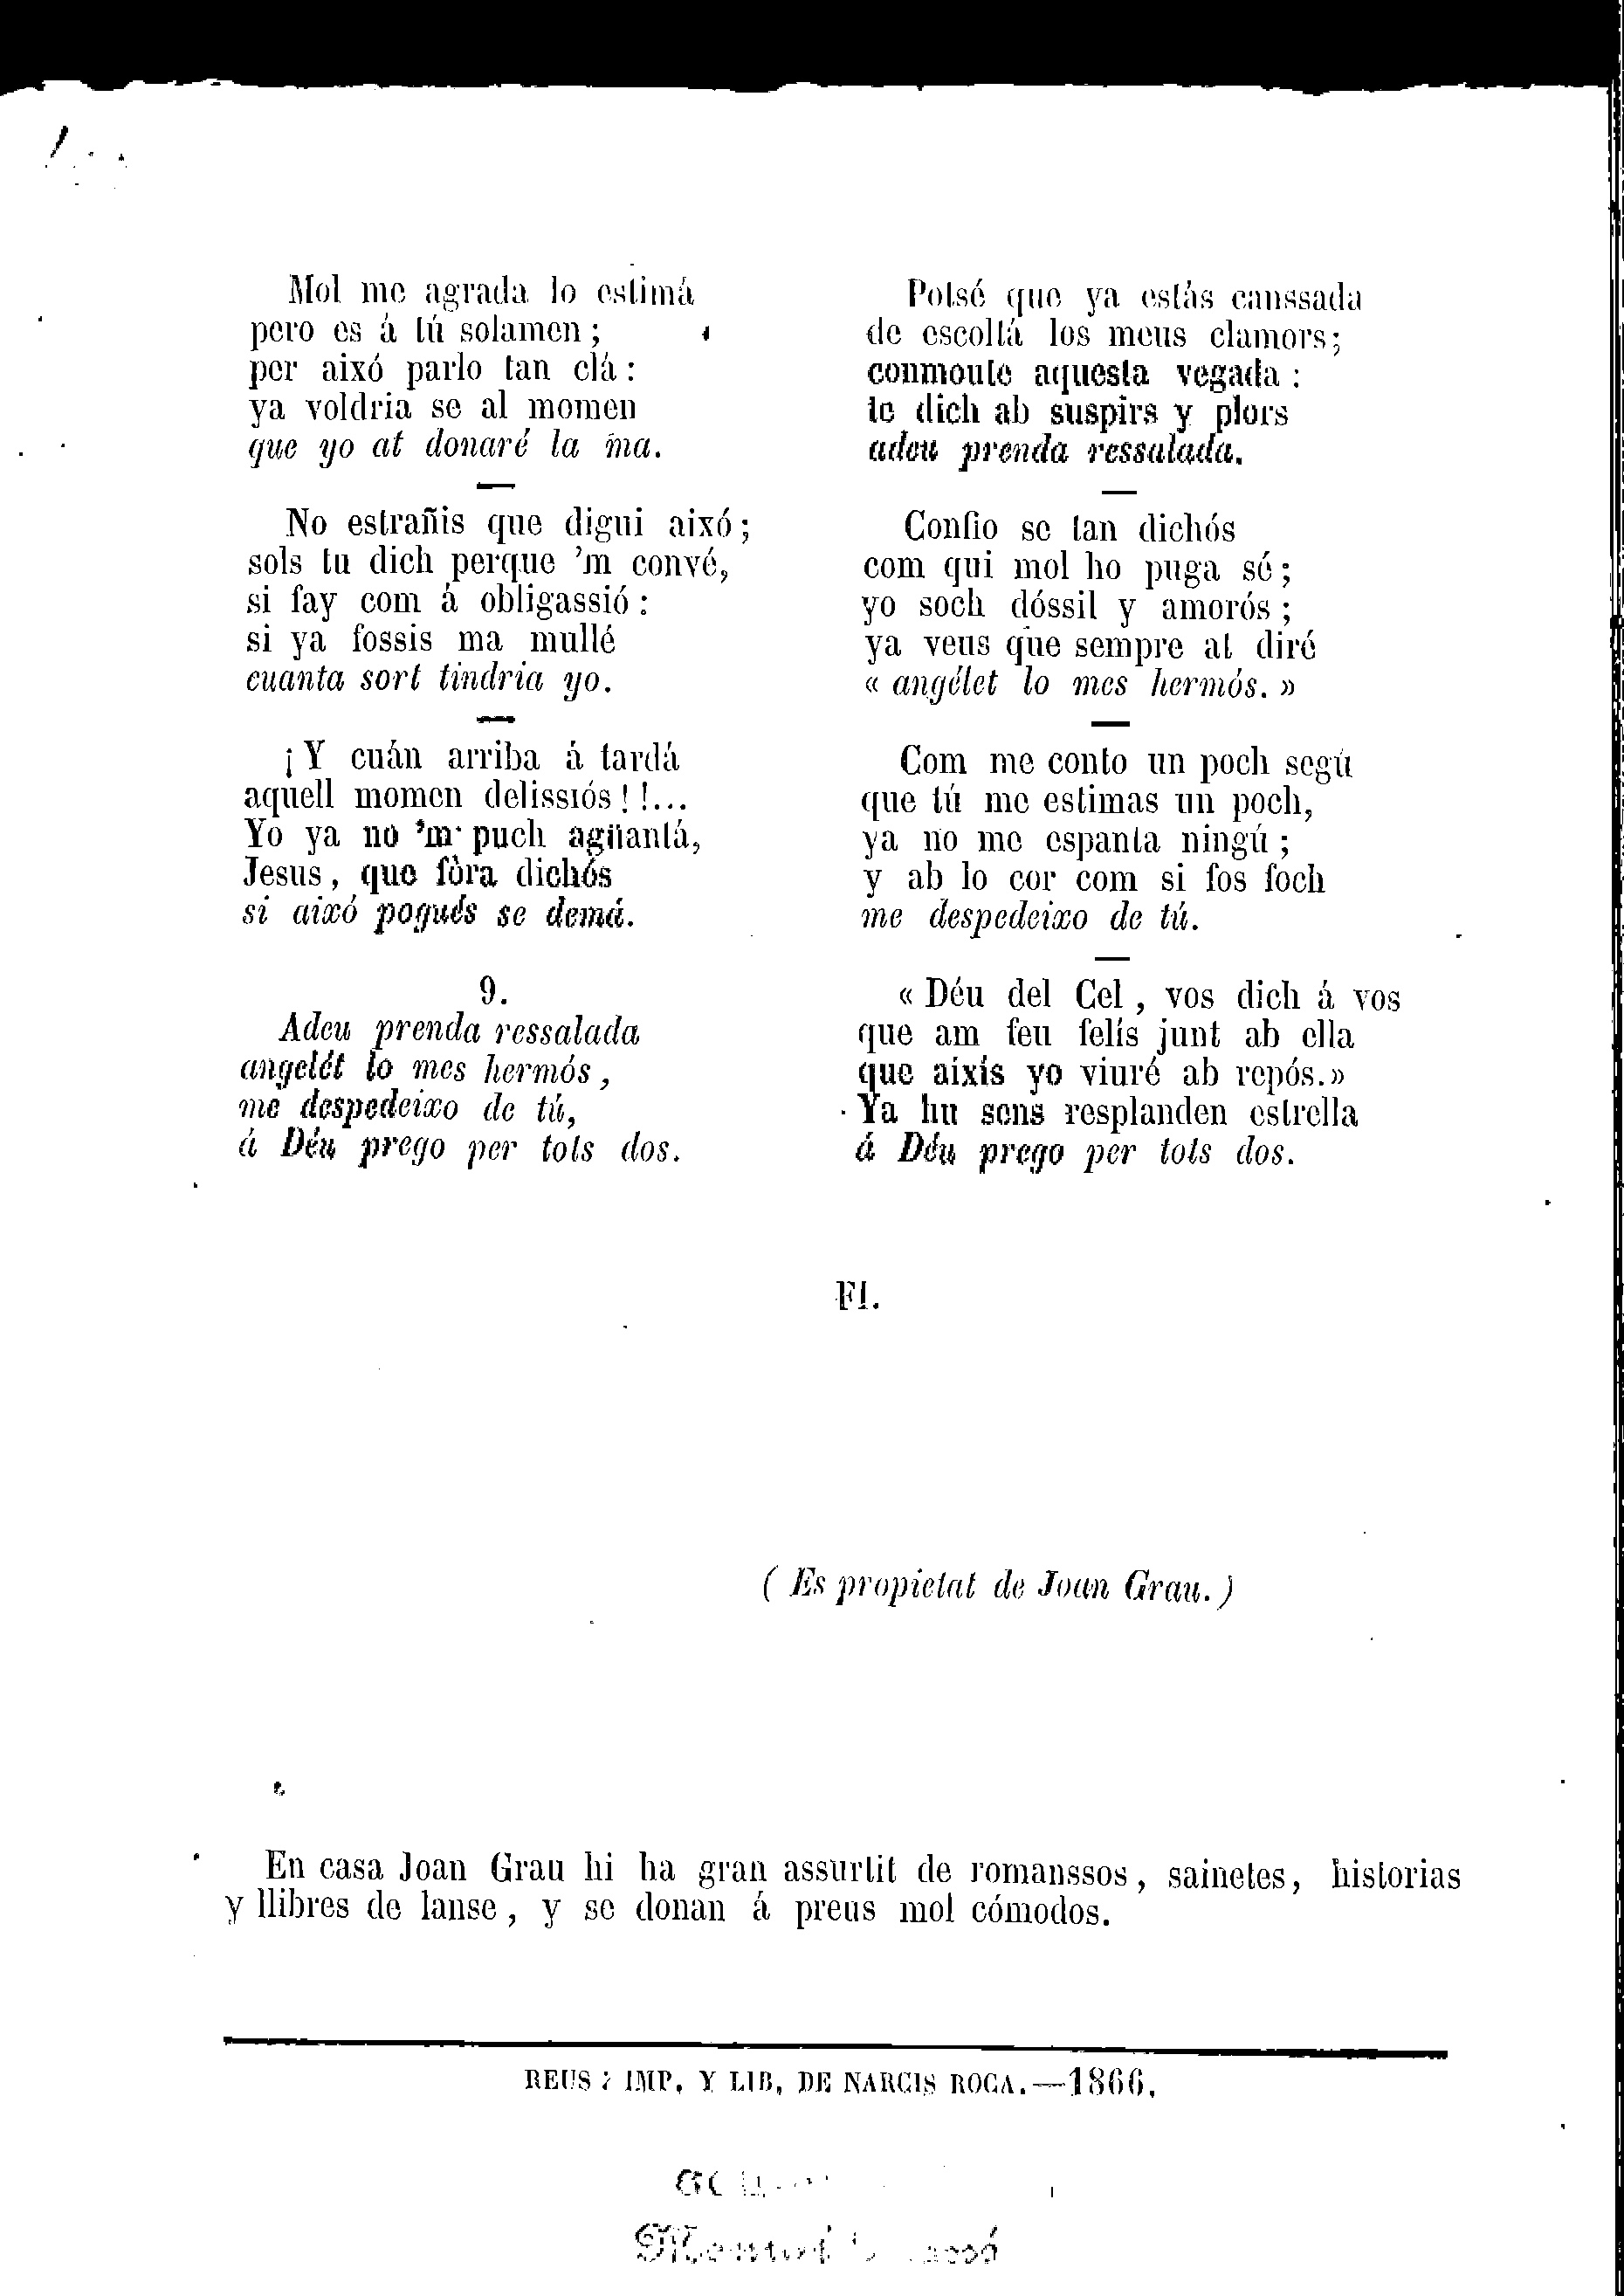 Mol me agrada lo estimá
pero es á tú solamen;
per aixó parlo tan clá:
ya voldria se al momen
que yo at donaré la ma.
No estrañis que digui aixó;
sols tu dich perque 'm convé,
si fay com á obligassió:
si ya fossis ma mullé
cuanta sort tindria yo.
¡Y cuán arriba á tardá
aquell momen delissiós!!...
Yo ya no 'm puch agüantá,
Jesus, que fòra dichós
si aixó pogués se demá.
9.
Adeu prenda ressalada
angelét lo mes hermós,
me despedeixo de tú,
á Déu prego per tots dos.
Potsé que ya estás canssada
de escoltá los meus clamors;
conmoute aquesta vegada:
te dich ab suspirs y plors
adeu prenda ressalada.
Confio se tan dichós
com qui mol ho puga sé;
yo soch dóssil y amorós;
ya veus que sempre at diré
« angélet lo mes hermós. »
Com me conto un poch segú
que tú me estimas un poch,
ya no me espanta ningú;
y ab lo cor com si fos foch
me despedeixo de tú.
« Déu del Cel, vos dich á vos
que am feu felís junt ab ella
que aixís yo viuré ab repós.»
Ya hu sens resplanden estrella
á Déu prego per tots dos.
FI.
( Es propietat de Joan Grau. )
En casa Joan Grau hi ha gran assurtit de romanssos, sainetes, historias
y llibres de lanse, y se donan á preus mol cómodos.
REUS: IMP. Y LIB. DE NARCIS ROCA.—1866.